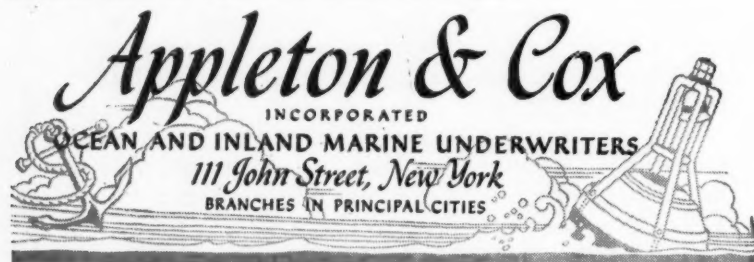 Appleton & Cox
INCORPORATED
OCEAN AND INLAND MARINE UNDERWRITERS
111 John Street, New York
BRANCHES IN PRINCIPAL CITIES